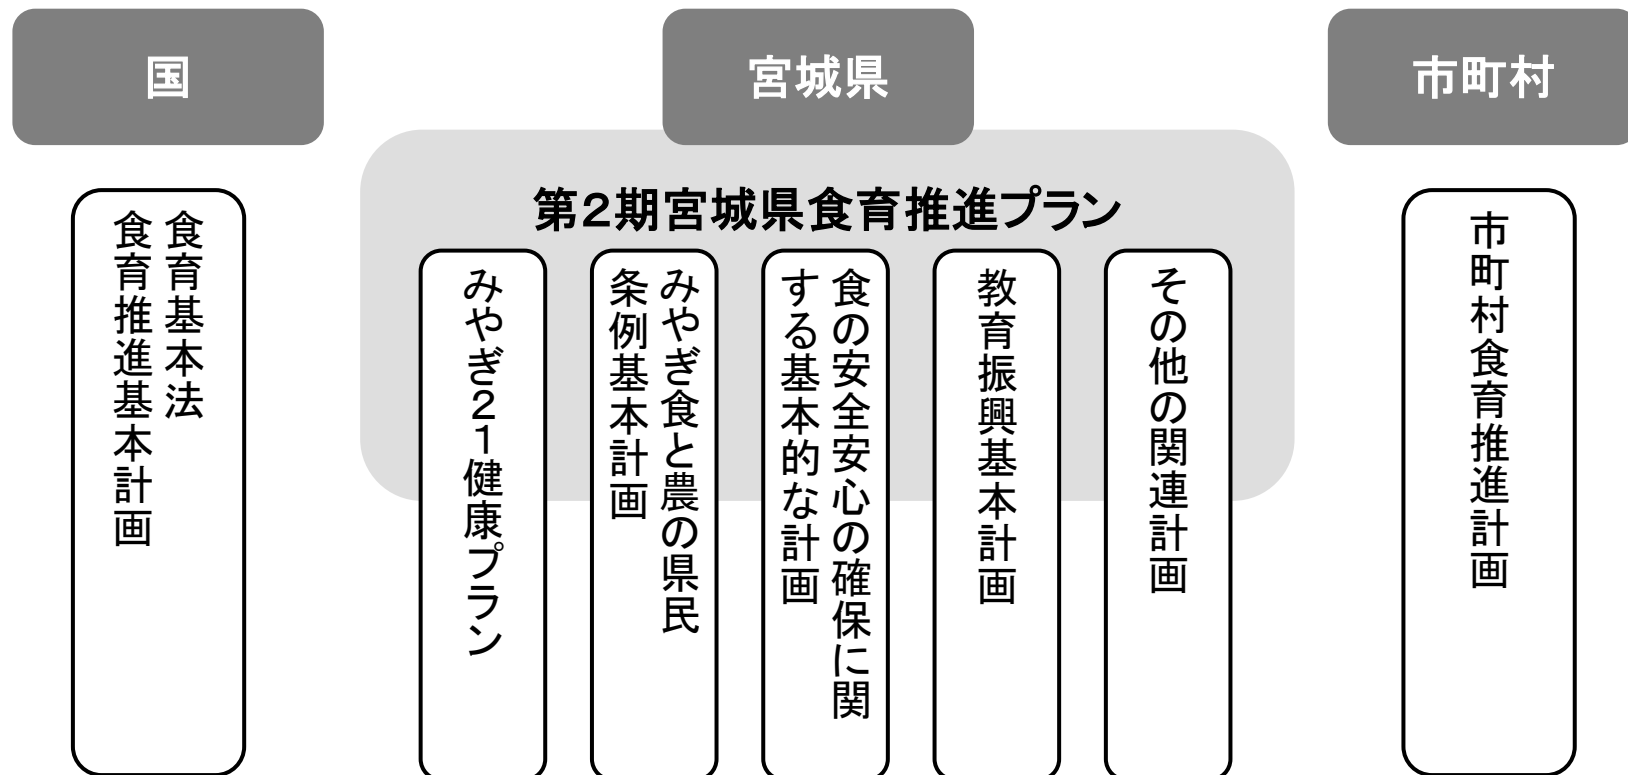 国
宮城県
市町村
食育基本法
食育推進基本計画
第2期宮城県食育推進プラン
みやぎ21健康プラン
みやぎ食と農の県民
条例基本計画
食の安全安心の確保に関
する基本的な計画
教育振興基本計画
その他の関連計画
市町村食育推進計画